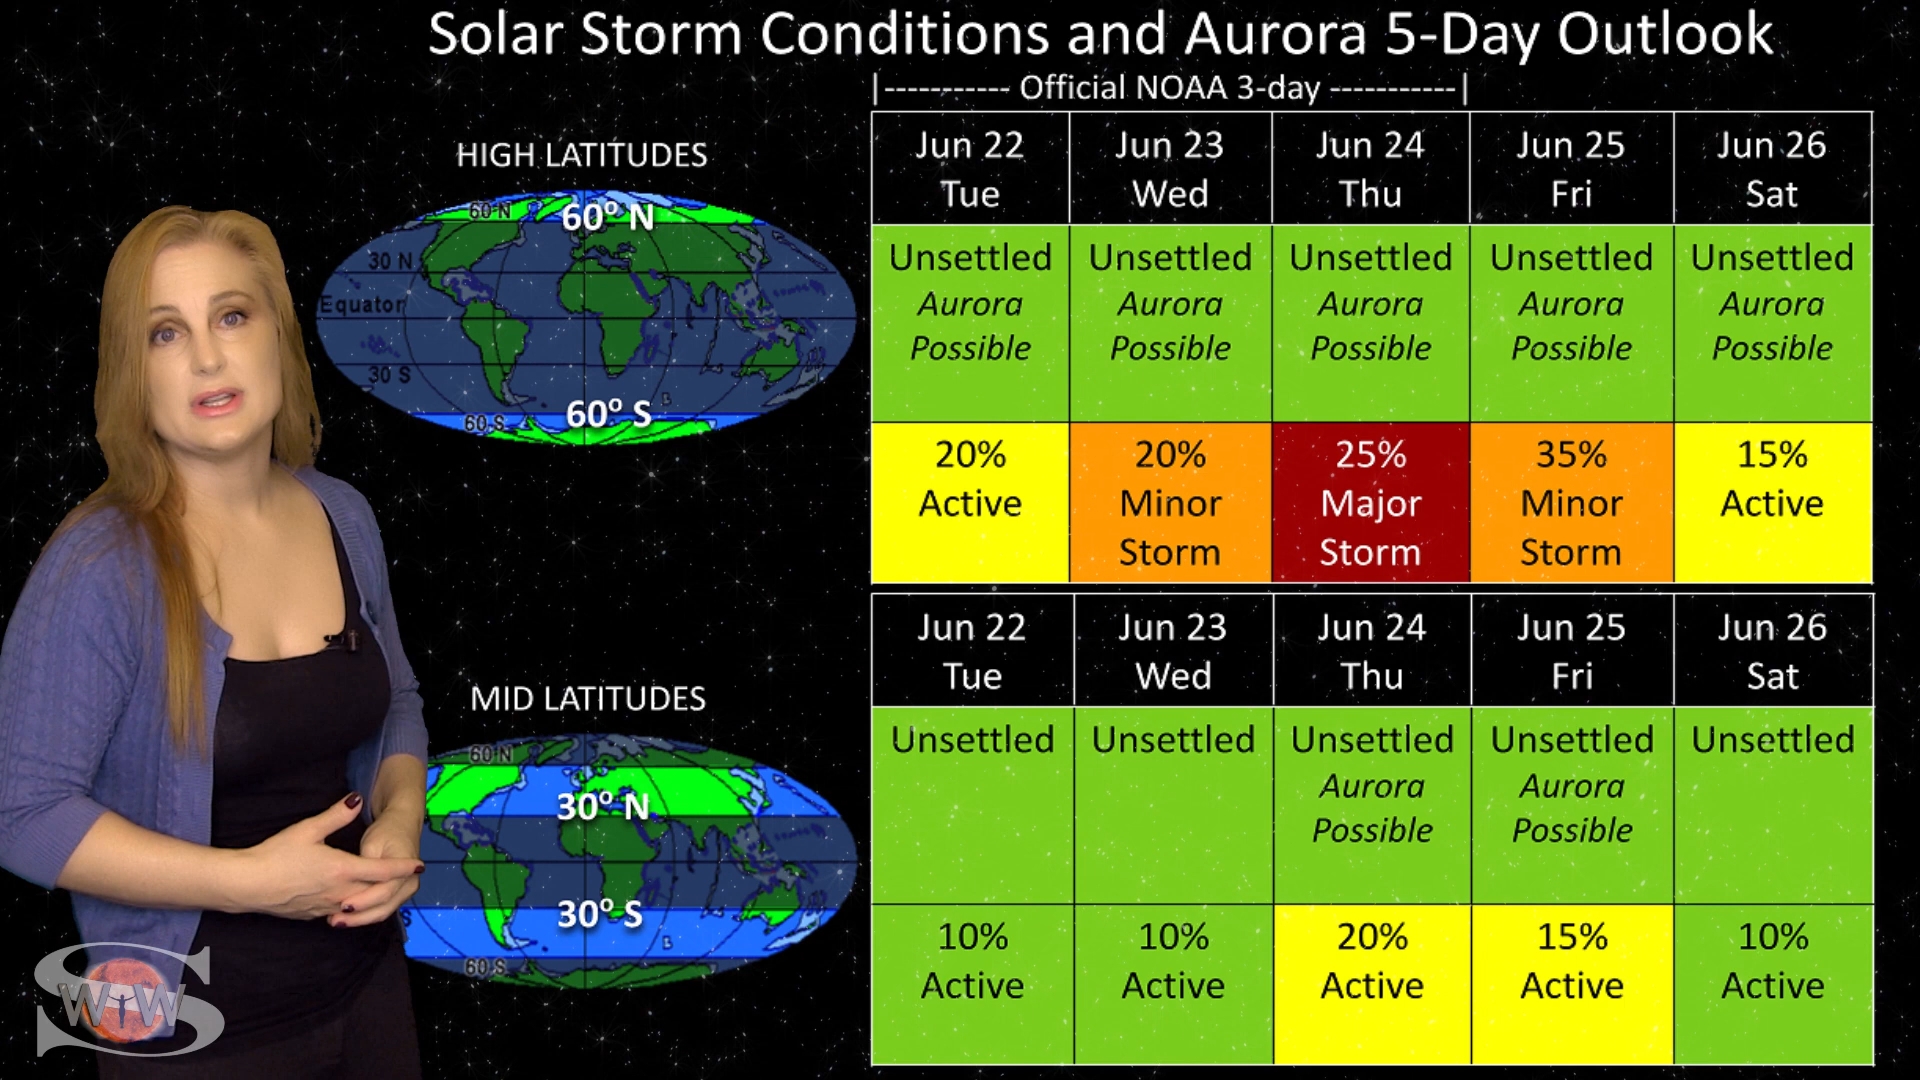 Solar Storm Conditions and Aurora 5-Day Outlook
|----------- Official NOAA 3-day -----------|
HIGH LATITUDES
60 N
60º N
30 N
Equator
30 S
60 S
60º S
Jun 22 Jun 23 Jun 24 Jun 25 Jun 26
Tue Wed Thu Fri Sat
Unsettled Unsettled Unsettled Unsettled Unsettled
Aurora Aurora Aurora Aurora Aurora
Possible Possible Possible Possible Possible
20% 20% 25% 35% 15%
Active Minor Major Minor Active
Storm Storm Storm
MID LATITUDES
60 N
30º N
30º S
S
60 S
Jun 22 Jun 23 Jun 24 Jun 25 Jun 26
Tue Wed Thu Fri Sat
Unsettled Unsettled Unsettled Unsettled Unsettled
Aurora Aurora
Possible Possible
10% 10% 20% 15% 10%
Active Active Active Active Active
S
WTW